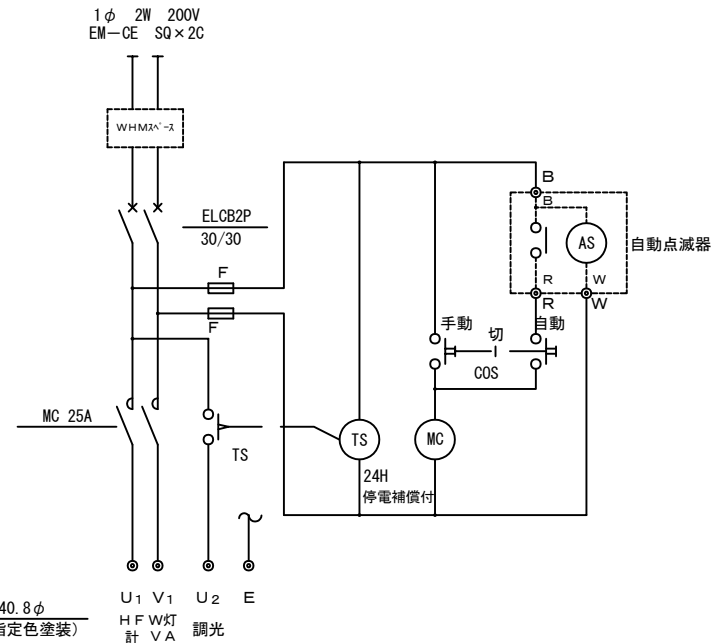 1φ 2W 200V
EM−CE SQ×2C
WHMスペース
ELCB2P
30/30
F
F
B
B
AS
自動点滅器
R
W
R
W
手動
切
自動
COS
MC 25A
TS
TS
MC
24H
停電補償付
U1 V1 U2 E
HFW灯
計 VA
調光
40.8φ
指定色塗装)